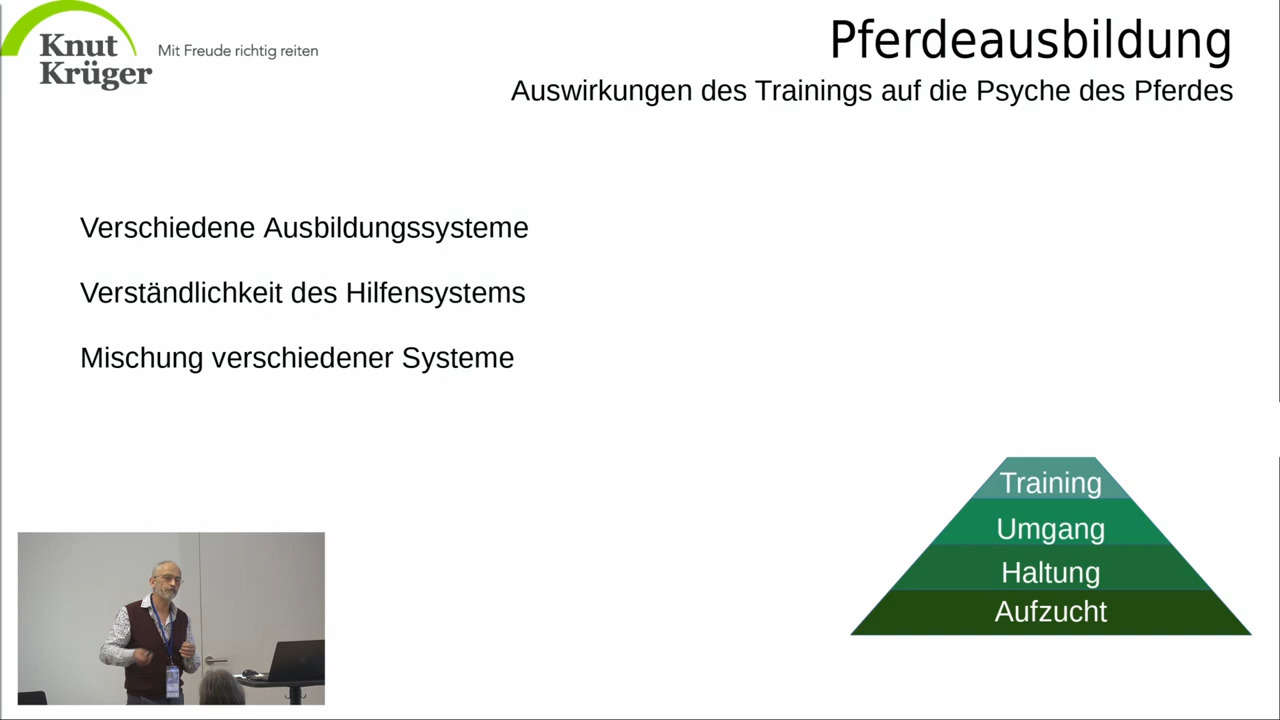 Knut
Krüger
Mit Freude richtig reiten
Pferdeausbildung
Auswirkungen des Trainings auf die Psyche des Pferdes
Verschiedene Ausbildungssysteme
Verständlichkeit des Hilfensystems
Mischung verschiedener Systeme
Training
Umgang
Haltung
Aufzucht